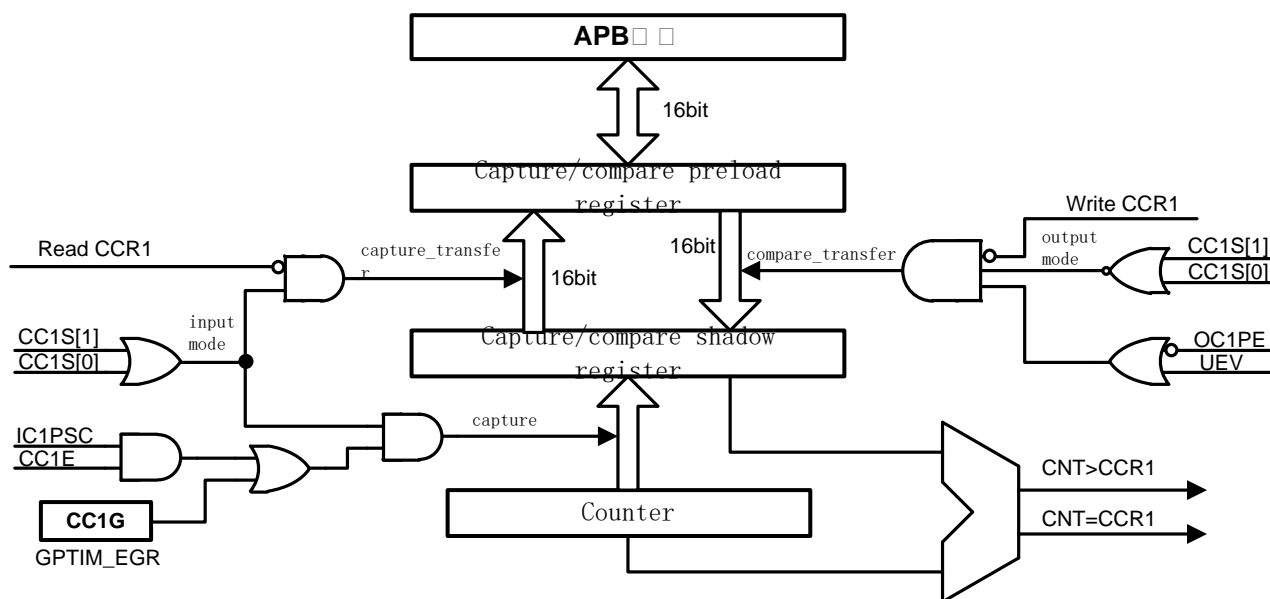 APB
16bit
Capture/compare preload
register
Write CCR1
Read CCR1
capture_transfe
r
16bit
16bit
compare_transfer
output
mode
CC1S[1]
CC1S[0]
CC1S[1]
CC1S[0]
input
mode
Capture/compare shadow
register
OC1PE
UEV
IC1PSC
CC1E
capture
CC1G
GPTIM_EGR
Counter
CNT>CCR1
CNT=CCR1